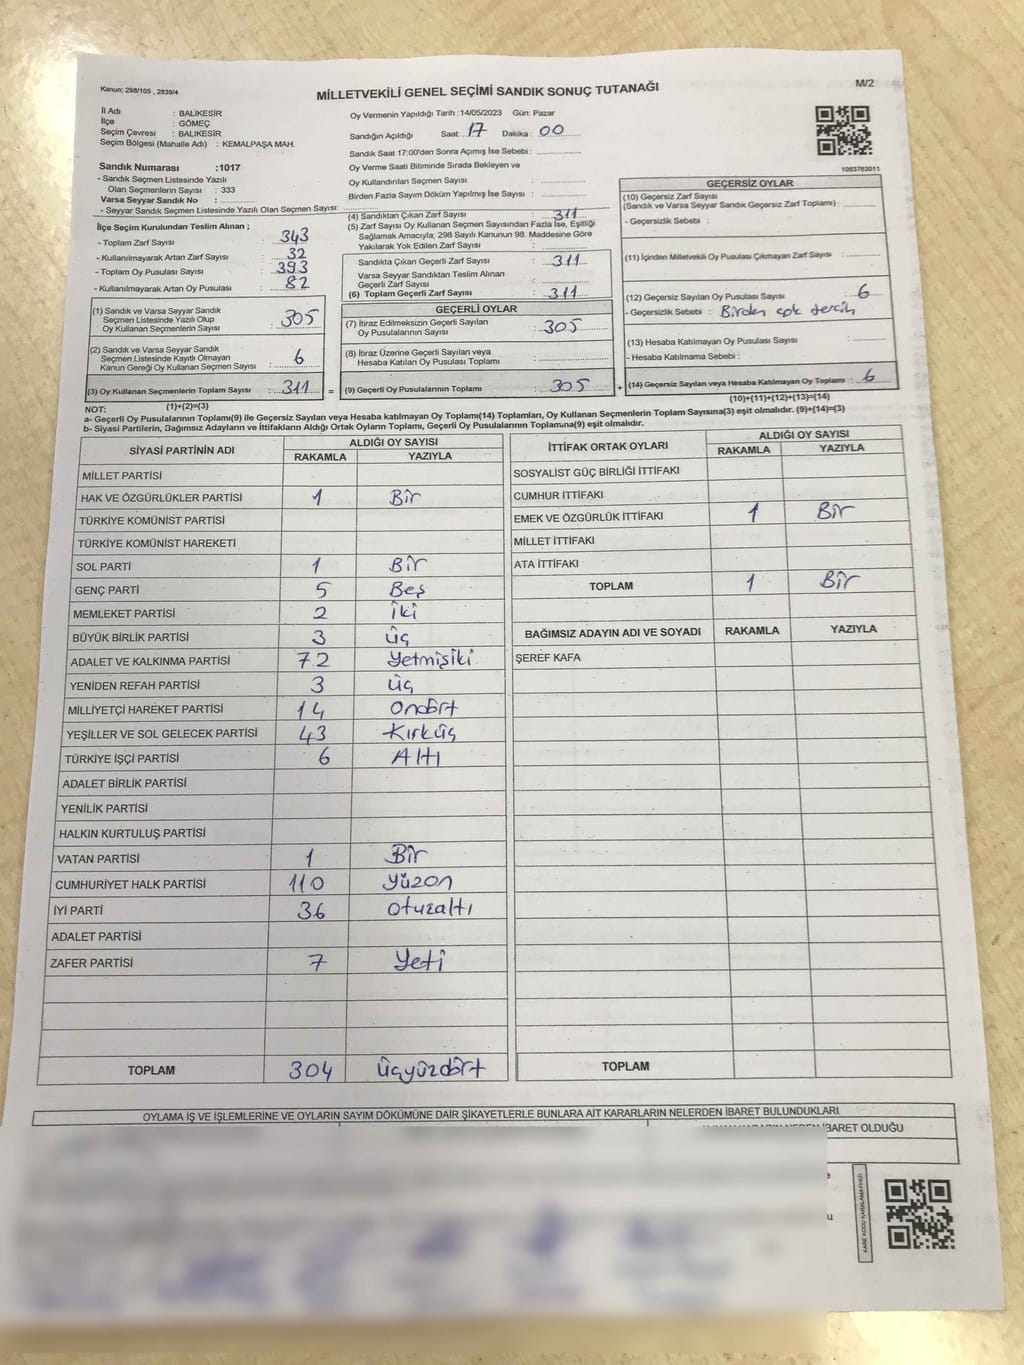 Kanun; 298/105 , 2839/4
MİLLETVEKİLİ GENEL SEÇİMİ SANDIK SONUÇ TUTANAĞI
M/2
İl Adı : BALIKESİR
İlçe : GÖMEÇ
Seçim Çevresi : BALIKESİR
Seçim Bölgesi (Mahalle Adı) : KEMALPAŞA MAH.
Sandık Numarası :1017
- Sandık Seçmen Listesinde Yazılı
Olan Seçmenlerin Sayısı : 333
Varsa Seyyar Sandık No :
- Seyyar Sandık Seçmen Listesinde Yazılı Olan Seçmen Sayısı:
Oy Vermenin Yapıldığı Tarih :14/05/2023 Gün: Pazar
Sandığın Açıldığı Saat: 17 Dakika : 00
Sandık Saat 17:00'den Sonra Açımış İse Sebebi :
Oy Verme Saati Bitiminde Sırada Bekleyen ve
Oy Kullandırılan Seçmen Sayısı :
Birden Fazla Sayım Döküm Yapılmış İse Sayısı :
1083763011
İlçe Seçim Kurulundan Teslim Alınan ;
- Toplam Zarf Sayısı : 343
- Kullanılmayarak Artan Zarf Sayısı : 32
- Toplam Oy Pusulası Sayısı : 393
- Kullanılmayarak Artan Oy Pusulası : 82
(1) Sandık ve Varsa Seyyar Sandık
Seçmen Listesinde Yazılı Olup
Oy Kullanan Seçmenlerin Sayısı : 305
(2) Sandık ve Varsa Seyyar Sandık
Seçmen Listesinde Kayıtlı Olmayan
Kanun Gereği Oy Kullanan Seçmen Sayısı : 6
(3) Oy Kullanan Seçmenlerin Toplam Sayısı : 311 =
(1)+(2)=(3)
(4) Sandıktan Çıkan Zarf Sayısı : 311
(5) Zarf Sayısı Oy Kullanan Seçmen Sayısından Fazla İse, Eşitliği
Sağlamak Amacıyla; 298 Sayılı Kanunun 98. Maddesine Göre
Yakılarak Yok Edilen Zarf Sayısı :
Sandıkta Çıkan Geçerli Zarf Sayısı : 311
Varsa Seyyar Sandıktan Teslim Alınan
Geçerli Zarf Sayısı :
(6) Toplam Geçerli Zarf Sayısı : 311
GEÇERLİ OYLAR
(7) İtiraz Edilmeksizin Geçerli Sayılan
Oy Pusulalarının Sayısı : 305
(8) İtiraz Üzerine Geçerli Sayılan veya
Hesaba Katılan Oy Pusulası Toplamı :
(9) Geçerli Oy Pusulalarının Toplamı : 305 +
GEÇERSİZ OYLAR
(10) Geçersiz Zarf Sayısı
(Sandık ve Varsa Seyyar Sandık Geçersiz Zarf Toplamı) :
- Geçersizlik Sebebi :
(11) İçinden Milletvekili Oy Pusulası Çıkmayan Zarf Sayısı :
(12) Geçersiz Sayılan Oy Pusulası Sayısı : 6
- Geçersizlik Sebebi : Birden çok tercih
(13) Hesaba Katılmayan Oy Pusulası Sayısı :
- Hesaba Katılmama Sebebi :
(14) Geçersiz Sayılan veya Hesaba Katılmayan Oy Toplamı : 6
(10)+(11)+(12)+(13)=(14)
NOT:
a- Geçerli Oy Pusulalarının Toplamı(9) ile Geçersiz Sayılan veya Hesaba katılmayan Oy Toplamı(14) Toplamları, Oy Kullanan Seçmenlerin Toplam Sayısına(3) eşit olmalıdır. (9)+(14)=(3)
b- Siyasi Partilerin, Bağımsız Adayların ve İttifakların Aldığı Ortak Oyların Toplamı, Geçerli Oy Pusulalarının Toplamına(9) eşit olmalıdır.
SİYASİ PARTİNİN ADI ALDIĞI OY SAYISI
RAKAMLA YAZIYLA
MİLLET PARTİSİ
HAK VE ÖZGÜRLÜKLER PARTİSİ 1 Bir
TÜRKİYE KOMÜNİST PARTİSİ
TÜRKİYE KOMÜNİST HAREKETİ
SOL PARTİ 1 Bir
GENÇ PARTİ 5 Beş
MEMLEKET PARTİSİ 2 İki
BÜYÜK BİRLİK PARTİSİ 3 Üç
ADALET VE KALKINMA PARTİSİ 72 Yetmişiki
YENİDEN REFAH PARTİSİ 3 Üç
MİLLİYETÇİ HAREKET PARTİSİ 14 Ondört
YEŞİLLER VE SOL GELECEK PARTİSİ 43 Kırküç
TÜRKİYE İŞÇİ PARTİSİ 6 Altı
ADALET BİRLİK PARTİSİ
YENİLİK PARTİSİ
HALKIN KURTULUŞ PARTİSİ
VATAN PARTİSİ 1 Bir
CUMHURİYET HALK PARTİSİ 110 Yüzon
İYİ PARTİ 36 Otuzaltı
ADALET PARTİSİ
ZAFER PARTİSİ 7 Yeti
TOPLAM 304 Üçyüzdört
İTTİFAK ORTAK OYLARI ALDIĞI OY SAYISI
RAKAMLA YAZIYLA
SOSYALİST GÜÇ BİRLİĞİ İTTİFAKI
CUMHUR İTTİFAKI
EMEK VE ÖZGÜRLÜK İTTİFAKI 1 Bir
MİLLET İTTİFAKI
ATA İTTİFAKI
TOPLAM 1 Bir
BAĞIMSIZ ADAYIN ADI VE SOYADI RAKAMLA YAZIYLA
ŞEREF KAFA
TOPLAM
OYLAMA İŞ VE İŞLEMLERİNE VE OYLARIN SAYIM DÖKÜMÜNE DAİR ŞİKAYETLERLE BUNLARA AİT KARARLARIN NELERDEN İBARET BULUNDUKLARI
İBARET OLDUĞU